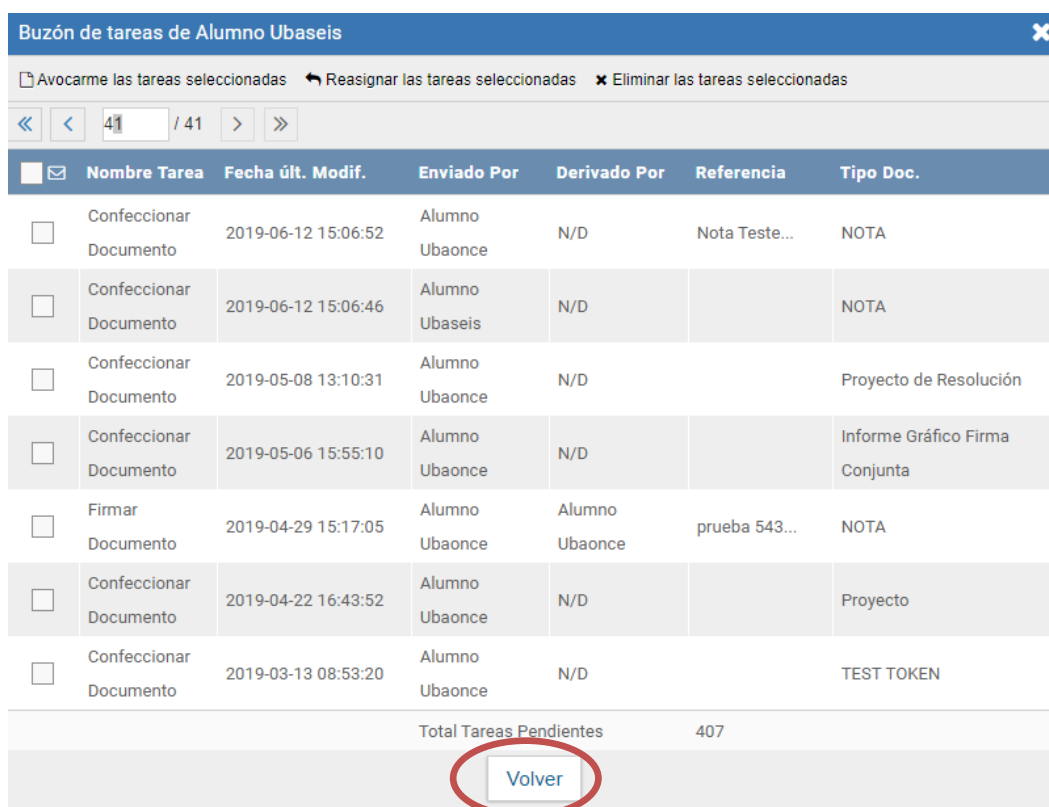 Buzón de tareas de Alumno Ubaseis
Avocarme las tareas seleccionadas Reasignar las tareas seleccionadas Eliminar las tareas seleccionadas
41 / 41
Nombre Tarea Fecha últ. Modif. Enviado Por Derivado Por Referencia Tipo Doc.
Confeccionar Documento 2019-06-12 15:06:52 Alumno Ubaonce N/D Nota Teste... NOTA
Confeccionar Documento 2019-06-12 15:06:46 Alumno Ubaseis N/D NOTA
Confeccionar Documento 2019-05-08 13:10:31 Alumno Ubaonce N/D Proyecto de Resolución
Confeccionar Documento 2019-05-06 15:55:10 Alumno Ubaonce N/D Informe Gráfico Firma Conjunta
Firmar Documento 2019-04-29 15:17:05 Alumno Ubaonce Alumno Ubaonce prueba 543... NOTA
Confeccionar Documento 2019-04-22 16:43:52 Alumno Ubaonce N/D Proyecto
Confeccionar Documento 2019-03-13 08:53:20 Alumno Ubaonce N/D TEST TOKEN
Total Tareas Pendientes 407
Volver